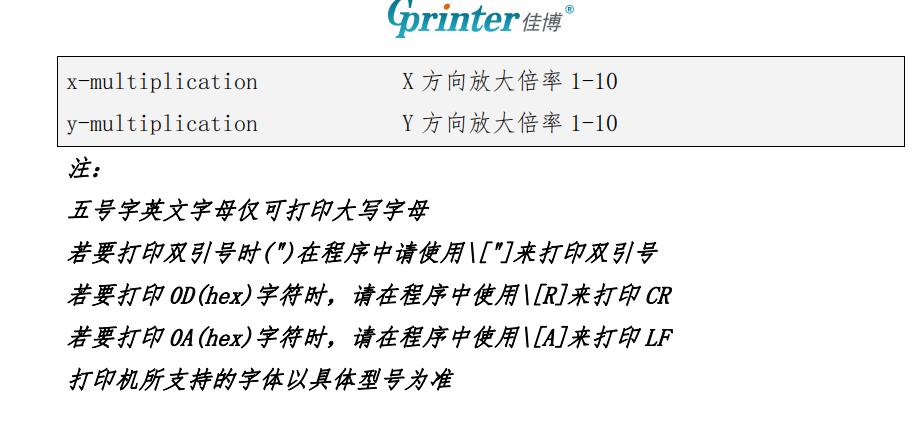 Gprinter 佳博®
x-multiplication X 方向放大倍率 1-10
y-multiplication Y 方向放大倍率 1-10
注：
五号字英文字母仅可打印大写字母
若要打印双引号时(")在程序中请使用\["]来打印双引号
若要打印 0D(hex)字符时，请在程序中使用\[R]来打印 CR
若要打印 0A(hex)字符时，请在程序中使用\[A]来打印 LF
打印机所支持的字体以具体型号为准